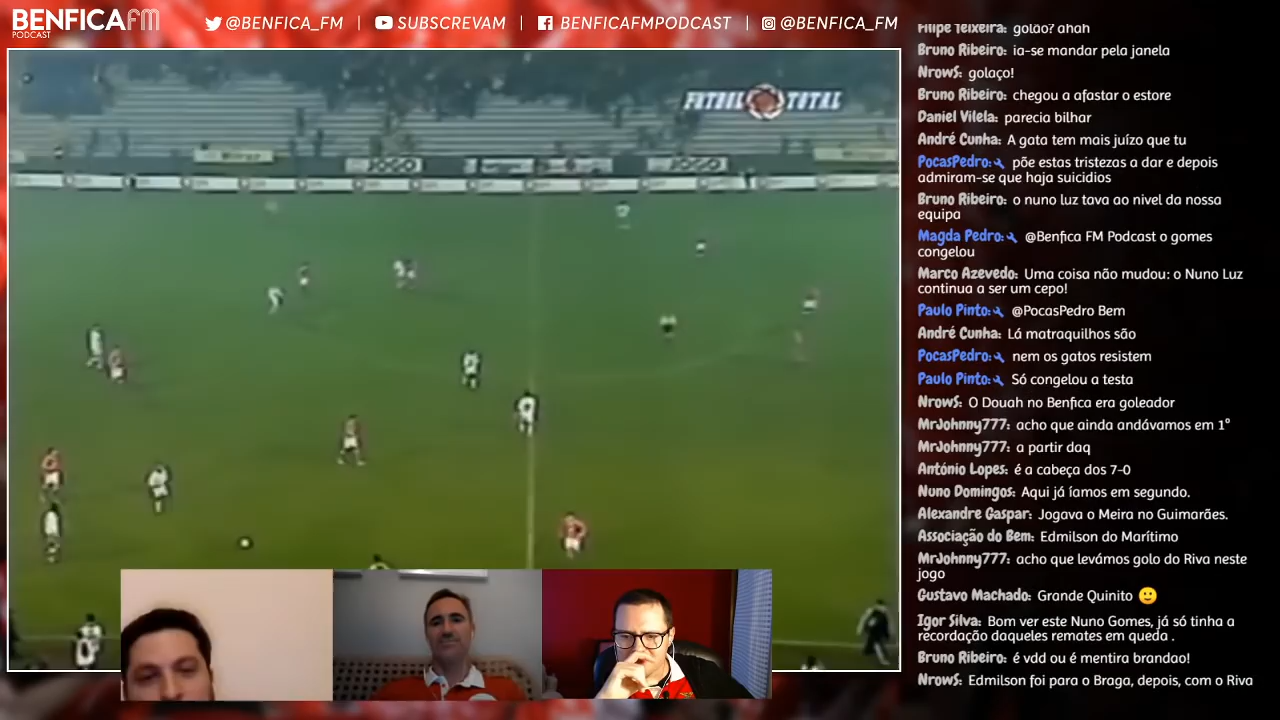 BENFICAFM
PODCAST
@BENFICA_FM | SUBSCREVAM | BENFICAFMPODCAST | @BENFICA_FM
FUTBOL TOTAL
JOGO
JOGO
Filipe Teixeira: golão? ahah
Bruno Ribeiro: ia-se mandar pela janela
NrowS: golaço!
Bruno Ribeiro: chegou a afastar o estore
Daniel Vilela: parecia bilhar
André Cunha: A gata tem mais juízo que tu
PocasPedro: põe estas tristezas a dar e depois
admiram-se que haja suicidios
Bruno Ribeiro: o nuno luz tava ao nivel da nossa
equipa
Magda Pedro: @Benfica FM Podcast o gomes
congelou
Marco Azevedo: Uma coisa não mudou: o Nuno Luz
continua a ser um cepo!
Paulo Pinto: @PocasPedro Bem
André Cunha: Lá matraquilhos são
PocasPedro: nem os gatos resistem
Paulo Pinto: Só congelou a testa
NrowS: O Douah no Benfica era goleador
MrJohnny777: acho que ainda andávamos em 1º
MrJohnny777: a partir daq
António Lopes: é a cabeça dos 7-0
Nuno Domingos: Aqui já íamos em segundo.
Alexandre Gaspar: Jogava o Meira no Guimarães.
Associação do Bem: Edmilson do Marítimo
MrJohnny777: acho que levámos golo do Riva neste
jogo
Gustavo Machado: Grande Quinito 🙂
Igor Silva: Bom ver este Nuno Gomes, já só tinha a
recordação daqueles remates em queda .
Bruno Ribeiro: é vdd ou é mentira brandao!
NrowS: Edmilson foi para o Braga, depois, com o Riva